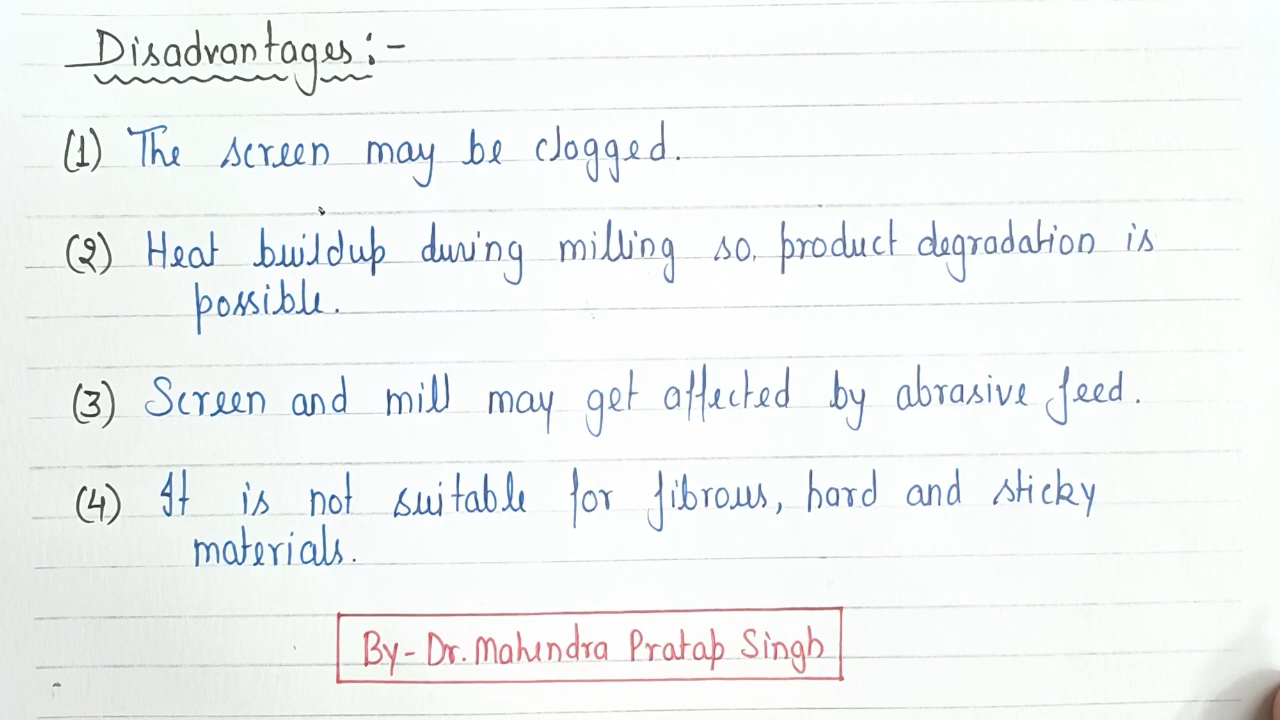 Disadvantages:-
(1) The screen may be clogged.
(2) Heat buildup during milling so, product degradation is
possible.
(3) Screen and mill may get affected by abrasive feed.
(4) It is not suitable for fibrous, hard and sticky
materials.
By- Dr. Mahendra Pratap Singh